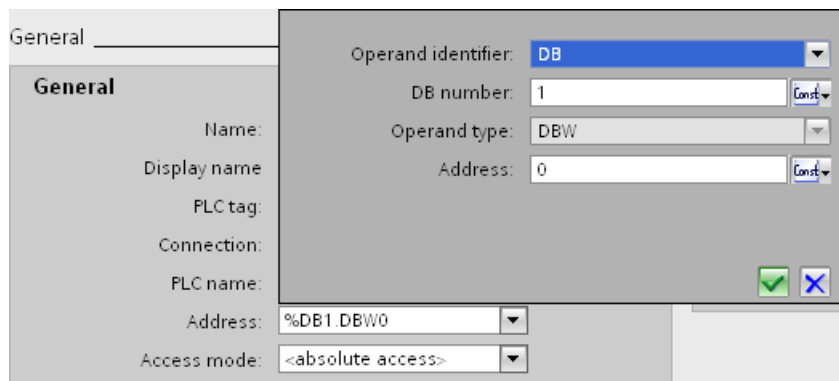 General
General
Name:
Display name
PLC tag:
Connection:
PLC name:
Address: %DB1.DBW0
Access mode: <absolute access>
Operand identifier: DB
DB number: 1 Const
Operand type: DBW
Address: 0 Const